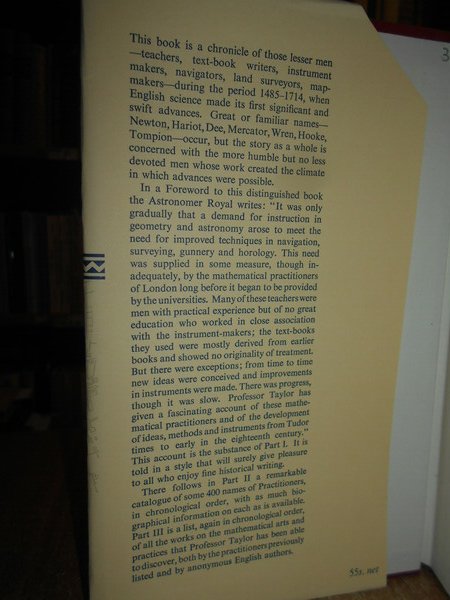 This book is a chronicle of those lesser men
—teachers, text-book writers, instrument
makers, navigators, land surveyors, map-
makers—during the period 1485–1714, when
English science made its first significant and
swift advances. Great or familiar names—
Newton, Hariot, Dee, Mercator, Wren, Hooke,
Tompion—occur, but the story as a whole is
concerned with the more humble but no less
devoted men whose work created the climate
in which advances were possible.
In a Foreword to this distinguished book
the Astronomer Royal writes: "It was only
gradually that a demand for instruction in
geometry and astronomy arose to meet the
need for improved techniques in navigation,
surveying, gunnery and horology. This need
was supplied in some measure, though in-
adequately, by the mathematical practitioners
of London long before it began to be provided
by the universities. Many of these teachers were
men with practical experience but of no great
education who worked in close association
with the instrument-makers; the text-books
they used were mostly derived from earlier
books and showed no originality of treatment.
But there were exceptions; from time to time
new ideas were conceived and improvements
in instruments were made. There was progress,
though it was slow. Professor Taylor has
given a fascinating account of these mathe-
matical practitioners and of the development
of ideas, methods and instruments from Tudor
times to early in the eighteenth century."
This account is the substance of Part I. It is
told in a style that will surely give pleasure
to all who enjoy fine historical writing.
There follows in Part II a remarkable
catalogue of some 400 names of Practitioners,
in chronological order, with as much bio-
graphical information on each as is available.
Part III is a list, again in chronological order,
of all the works on the mathematical arts and
practices that Professor Taylor has been able
to discover, both by the practitioners previously
listed and by anonymous English authors.
55s. net
3